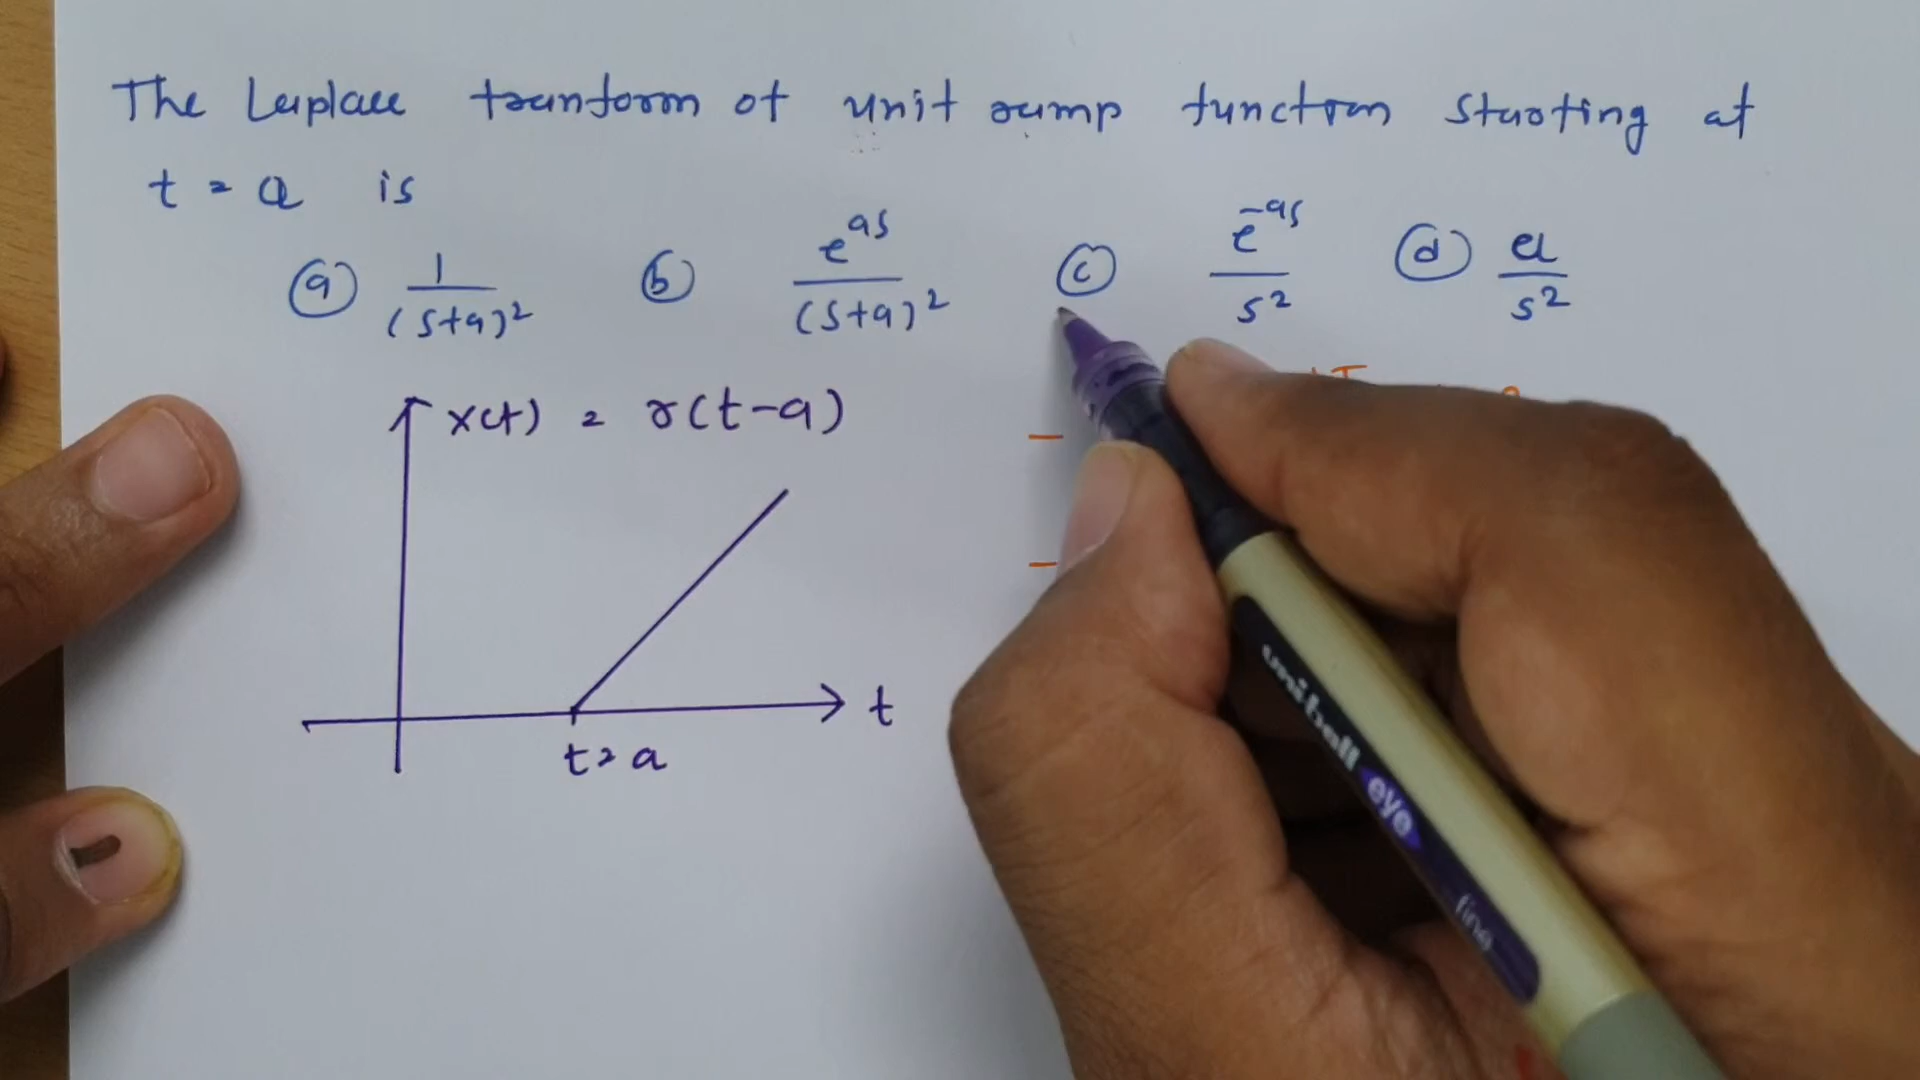 The Laplace transform of unit ramp function starting at
t = a is
(a) 1/(s+a)² (b) e^as/(s+a)² (c) e^-as/s² (d) a/s²
x(t) = r(t-a)
t
t = a
uniball eye fine